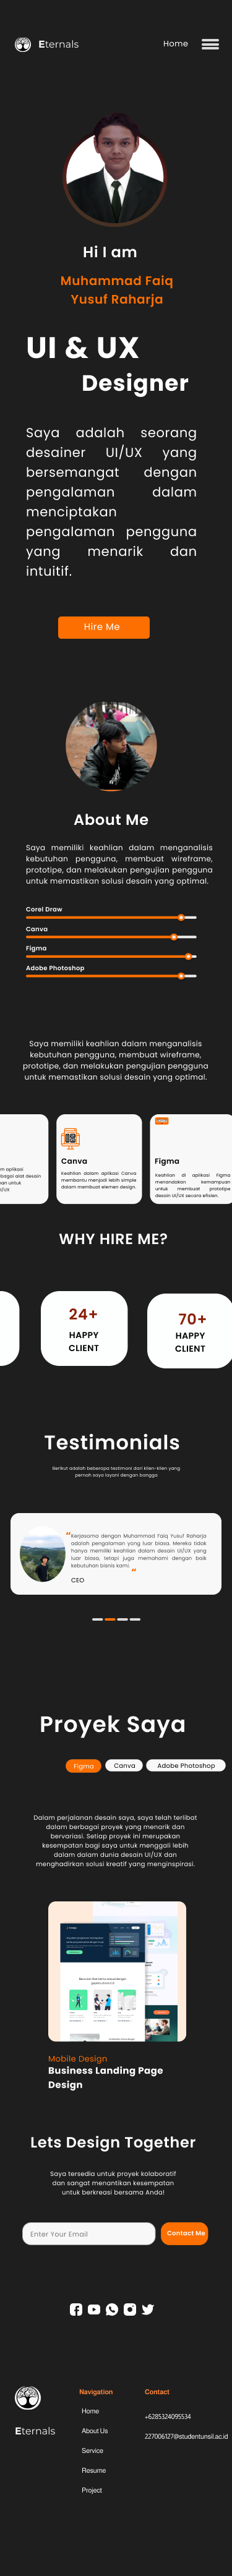 Eternals
Home
Hi I am
Muhammad Faiq
Yusuf Raharja
UI & UX
Designer
Saya adalah seorang
desainer UI/UX yang
bersemangat dengan
pengalaman dalam
menciptakan
pengalaman pengguna
yang menarik dan
intuitif.
Hire Me
About Me
Saya memiliki keahlian dalam menganalisis
kebutuhan pengguna, membuat wireframe,
prototipe, dan melakukan pengujian pengguna
untuk memastikan solusi desain yang optimal.
Corel Draw
Canva
Figma
Adobe Photoshop
Saya memiliki keahlian dalam menganalisis
kebutuhan pengguna, membuat wireframe,
prototipe, dan melakukan pengujian pengguna
untuk memastikan solusi desain yang optimal.
Canva
Keahlian dalam aplikasi Canva
membantu menjadi lebih simple
dalam membuat elemen design.
Figma
Keahlian di aplikasi Figma
menandakan kemampuan
untuk membuat prototipe
desain UI/UX secara efisien.
WHY HIRE ME?
24+
HAPPY
CLIENT
70+
HAPPY
CLIENT
Testimonials
Berikut adalah beberapa testimoni dari klien-klien yang
pernah saya layani dengan bangga
“Kerjasama dengan Muhammad Faiq Yusuf Raharja
adalah pengalaman yang luar biasa. Mereka tidak
hanya memiliki keahlian dalam desain UI/UX yang
luar biasa, tetapi juga memahami dengan baik
kebutuhan bisnis kami. ”
CEO
Proyek Saya
Figma
Canva
Adobe Photoshop
Dalam perjalanan desain saya, saya telah terlibat
dalam berbagai proyek yang menarik dan
bervariasi. Setiap proyek ini merupakan
kesempatan bagi saya untuk menggali lebih
dalam dalam dunia desain UI/UX dan
menghadirkan solusi kreatif yang menginspirasi.
Mobile Design
Business Landing Page
Design
Lets Design Together
Saya tersedia untuk proyek kolaboratif
dan sangat menantikan kesempatan
untuk berkreasi bersama Anda!
Enter Your Email
Contact Me
Eternals
Navigation
Home
About Us
Service
Resume
Project
Contact
+6285324095534
227006127@studentunsil.ac.id